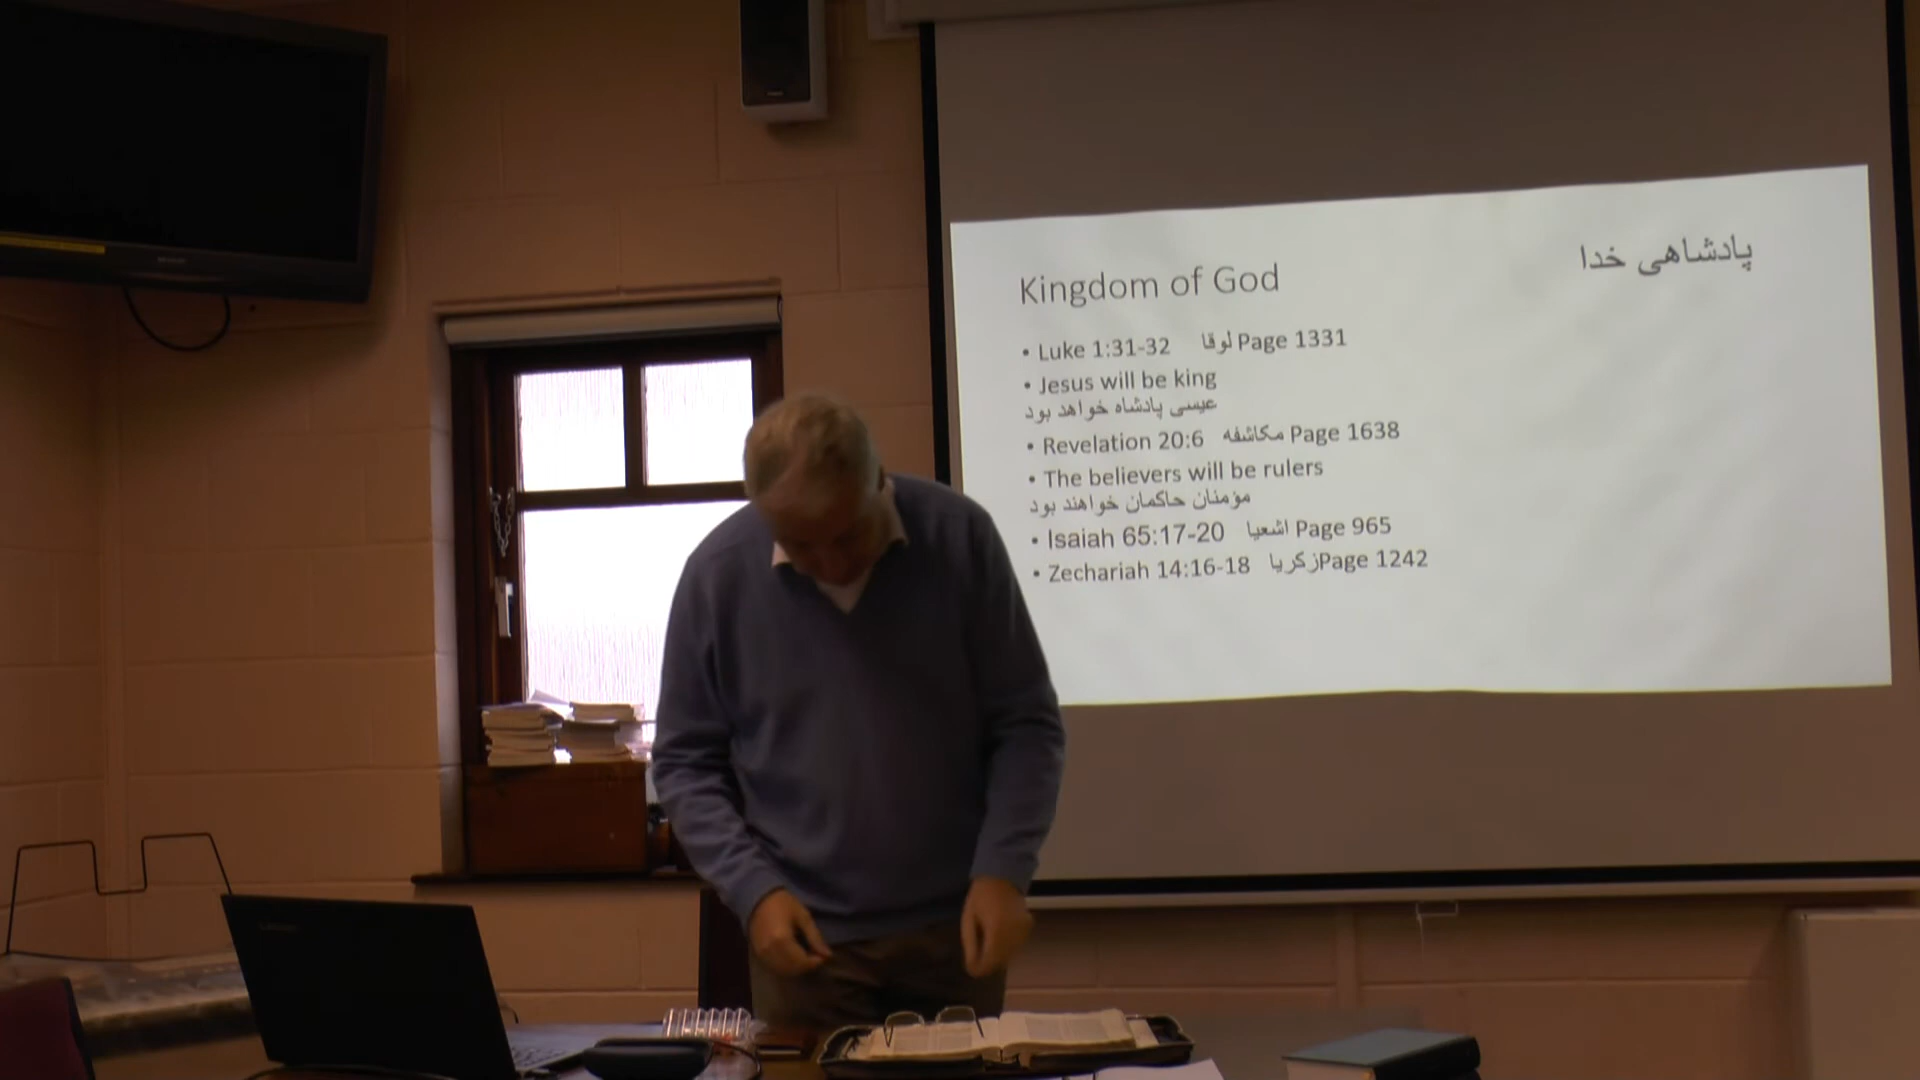 پادشاهی خدا
Kingdom of God
• Luke 1:31-32 لوقا Page 1331
• Jesus will be king
عیسی پادشاه خواهد بود
• Revelation 20:6 مکاشفه Page 1638
• The believers will be rulers
مؤمنان حاکمان خواهند بود
• Isaiah 65:17-20 اشعیا Page 965
• Zechariah 14:16-18 زکریا Page 1242